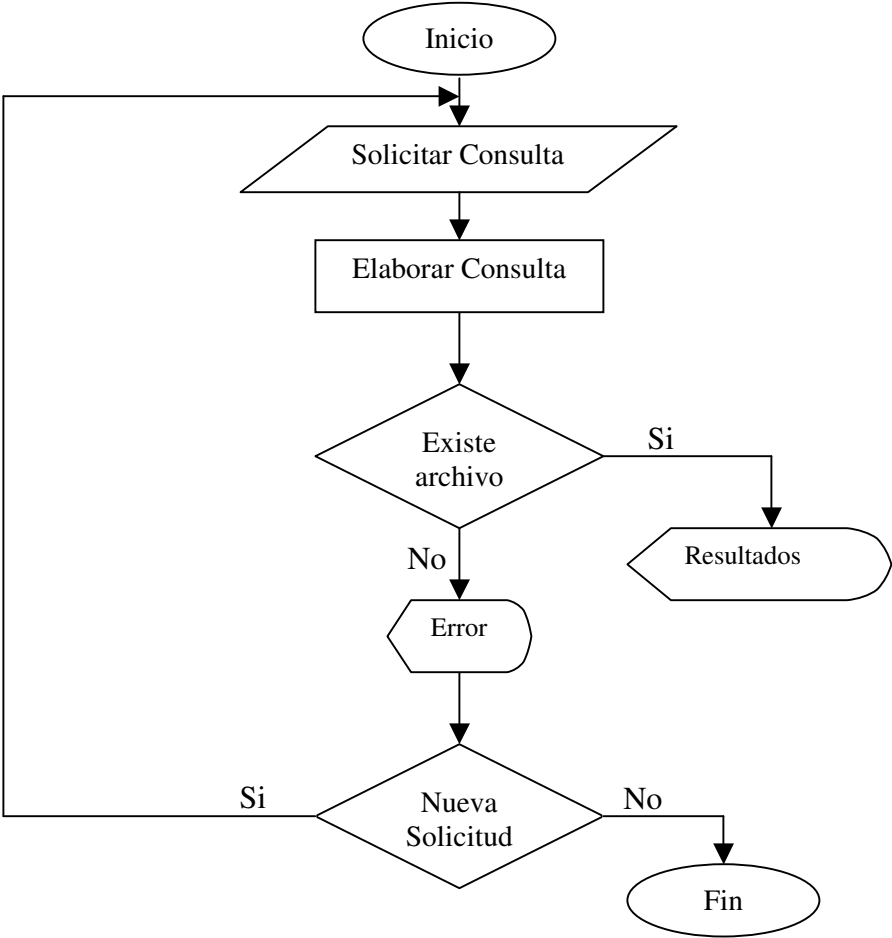 Inicio
Solicitar Consulta
Elaborar Consulta
Existe
archivo
Si
Resultados
No
Error
Si
Nueva
Solicitud
No
Fin